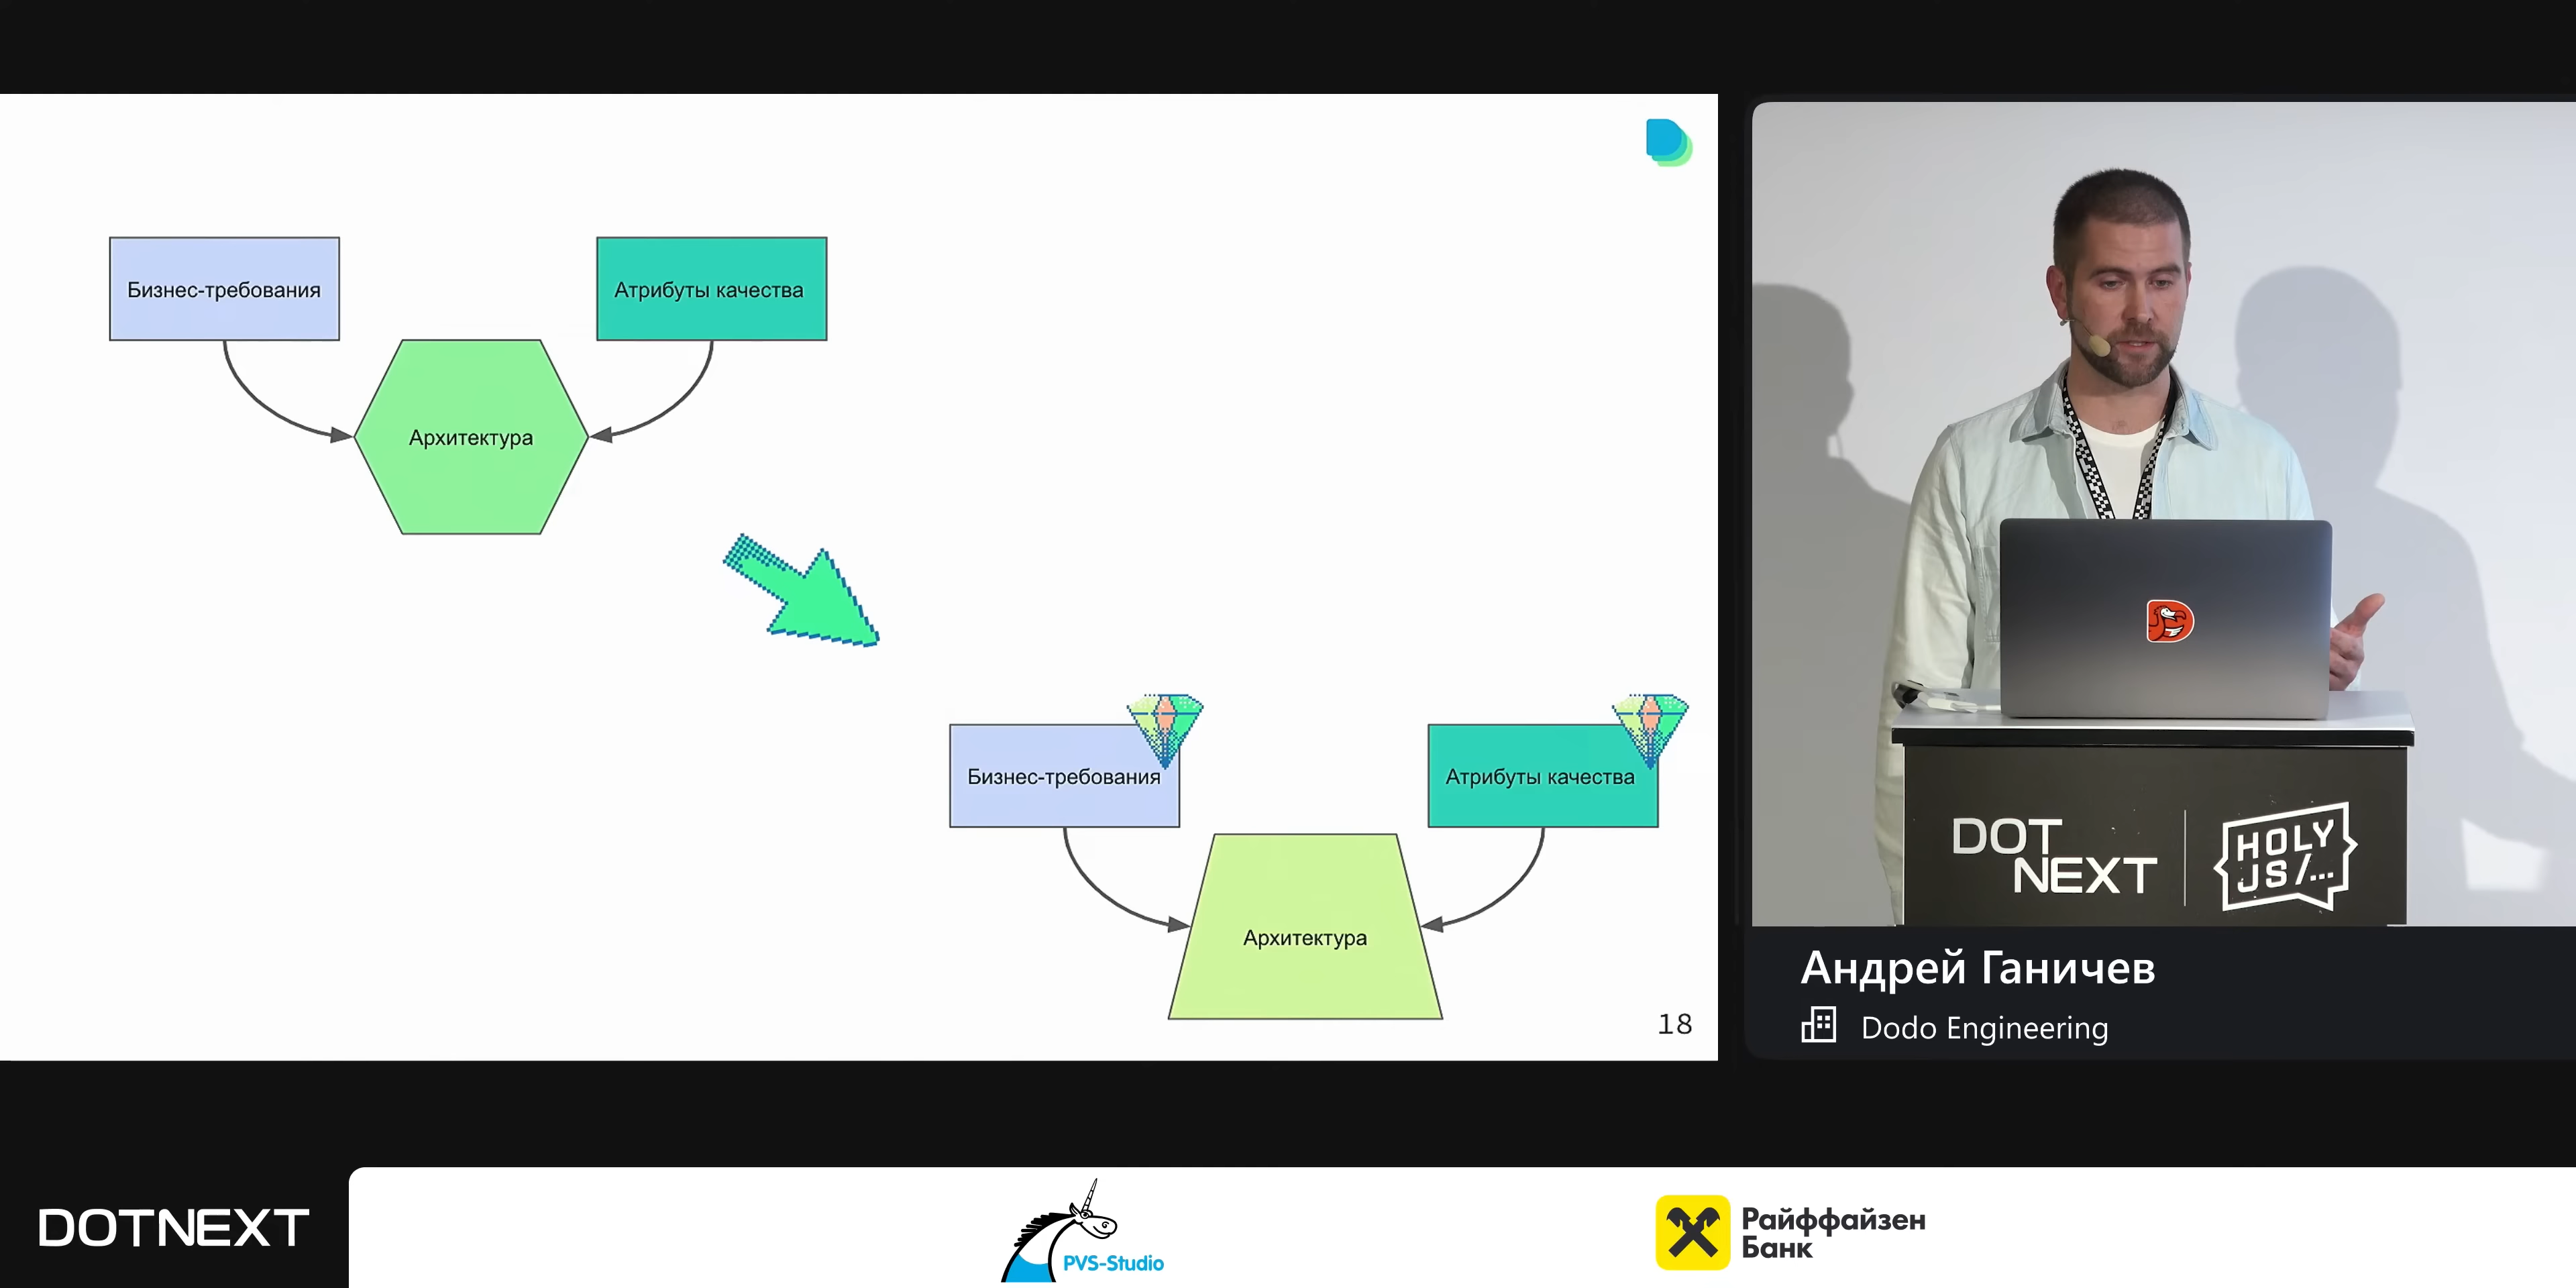 Бизнес-требования
Атрибуты качества
Архитектура
Бизнес-требования
Атрибуты качества
Архитектура
18
DOT
NEXT
HOLY
JS/...
Андрей Ганичев
Dodo Engineering
DOTNEXT
PVS-Studio
Райффайзен
Банк